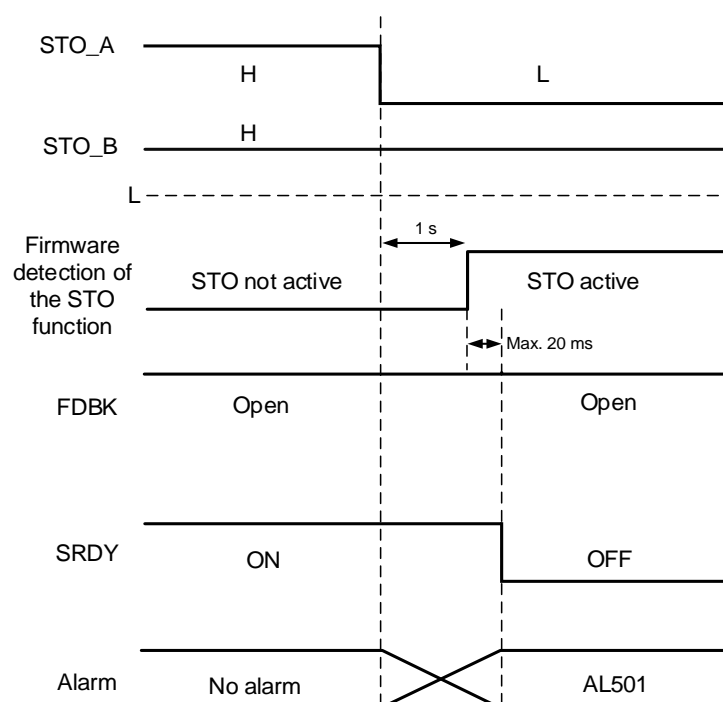 STO_A
H
L
STO_B
H
L
1 s
Firmware
detection of
the STO
function
STO not active
STO active
Max. 20 ms
FDBK
Open
Open
SRDY
ON
OFF
Alarm
No alarm
AL501